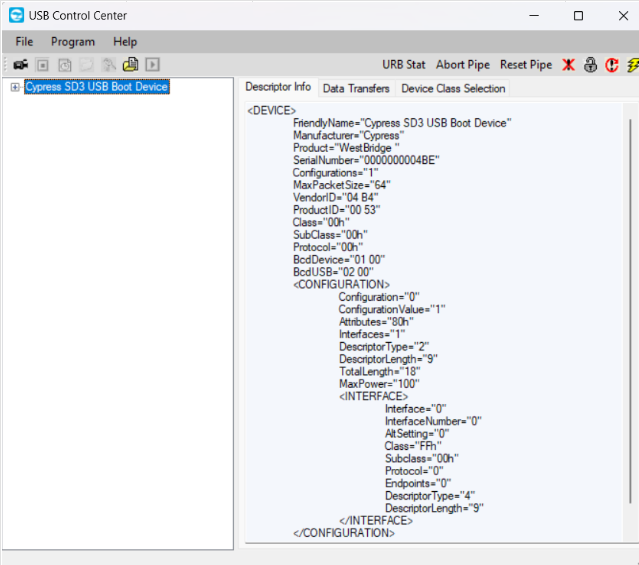 USB Control Center
File Program Help
URB Stat Abort Pipe Reset Pipe
Cypress SD3 USB Boot Device
Descriptor Info Data Transfers Device Class Selection
<DEVICE>
FriendlyName="Cypress SD3 USB Boot Device"
Manufacturer="Cypress"
Product="WestBridge "
SerialNumber="0000000004BE"
Configurations="1"
MaxPacketSize="64"
VendorID="04 B4"
ProductID="00 53"
Class="00h"
SubClass="00h"
Protocol="00h"
BcdDevice="01 00"
BcdUSB="02 00"
<CONFIGURATION>
Configuration="0"
ConfigurationValue="1"
Attributes="80h"
Interfaces="1"
DescriptorType="2"
DescriptorLength="9"
TotalLength="18"
MaxPower="100"
<INTERFACE>
Interface="0"
InterfaceNumber="0"
AltSetting="0"
Class="FFh"
Subclass="00h"
Protocol="0"
Endpoints="0"
DescriptorType="4"
DescriptorLength="9"
</INTERFACE>
</CONFIGURATION>